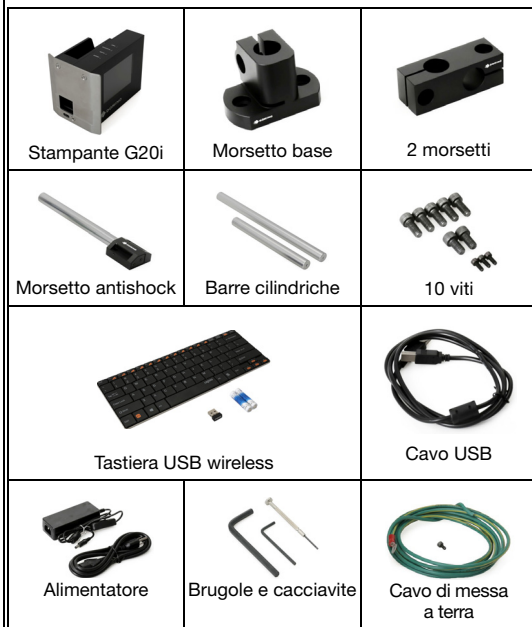 Stampante G20i
Morsetto base
2 morsetti
Morsetto antishock
Barre cilindriche
10 viti
Tastiera USB wireless
Cavo USB
Alimentatore
Brugole e cacciavite
Cavo di messa
a terra